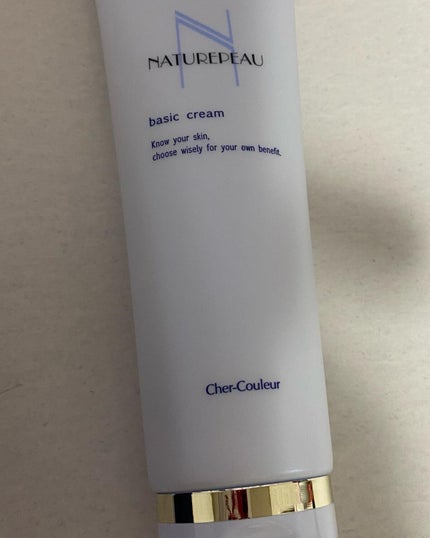 N
NATUREPEAU
basic cream
Know your skin,
choose wisely for your own benefit.
Cher-Couleur